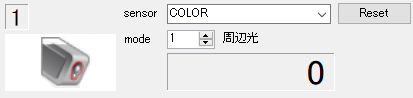 1 sensor COLOR Reset
mode 1 周辺光
0